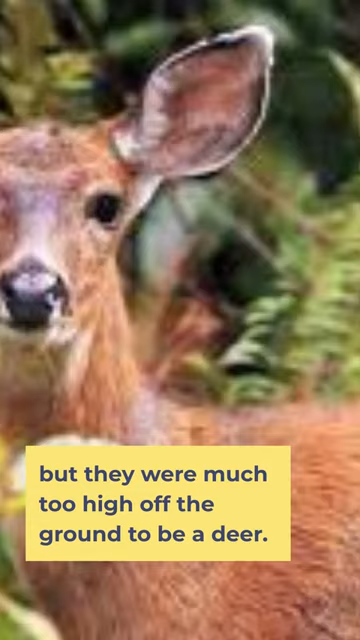 but they were much
too high off the
ground to be a deer.